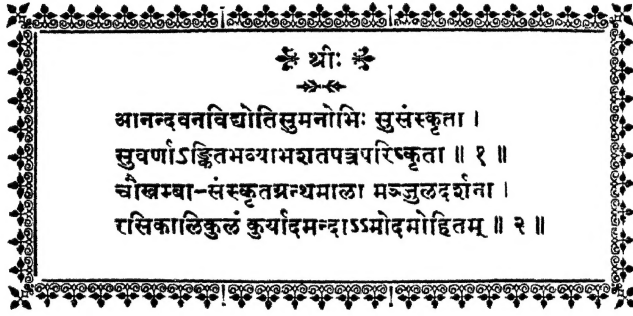 श्रीः
आनन्दवनविद्योतिसुमनोभिः सुसंस्कृता ।
सुवर्णाऽङ्कितभव्याभशतपत्रपरिष्कृता ॥ १ ॥
चौखम्बा-संस्कृतग्रन्थमाला मञ्जुलदर्शना ।
रसिकालिकुलं कुर्यादमन्दाऽऽमोदमोहितम् ॥ २ ॥